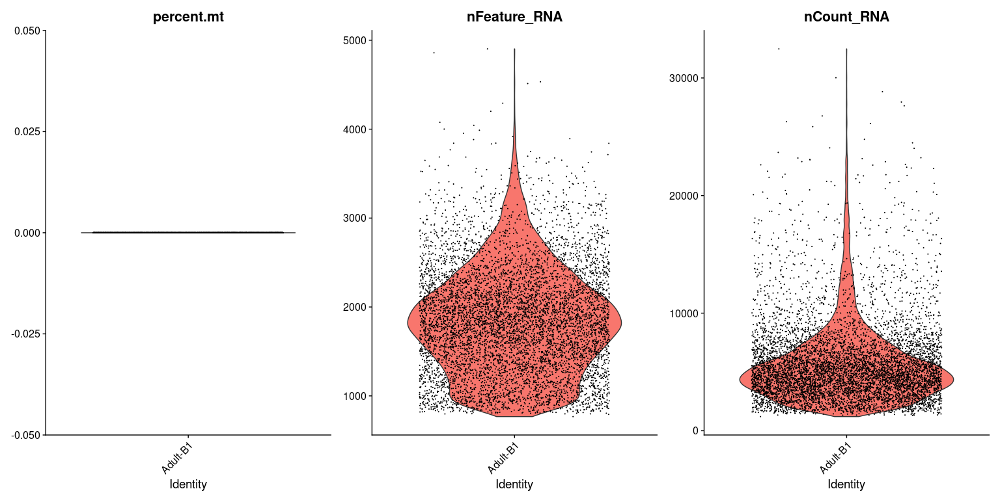 percent.mt
0.050
0.025
0.000
-0.025
-0.050
Adult-B1
Identity
nFeature_RNA
5000
4000
3000
2000
1000
Adult-B1
Identity
nCount_RNA
30000
20000
10000
0
Adult-B1
Identity